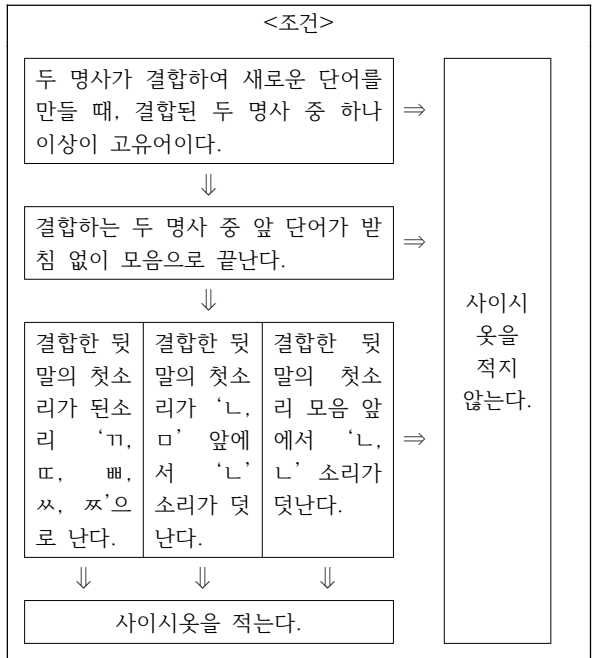 <조건>
두 명사가 결합하여 새로운 단어를
만들 때, 결합된 두 명사 중 하나
이상이 고유어이다.
⇒
⇓
결합하는 두 명사 중 앞 단어가 받
침 없이 모음으로 끝난다.
⇒
⇓
결합한 뒷
말의 첫소
리가 된소
리 ‘ㄲ,
ㄸ, ㅃ,
ㅆ, ㅉ’으
로 난다.
결합한 뒷
말의 첫소
리가 ‘ㄴ,
ㅁ’ 앞에
서 ‘ㄴ’
소리가 덧
난다.
결합한 뒷
말의 첫소
리 모음 앞
에서 ‘ㄴ,
ㄴ’ 소리가
덧난다.
⇒
⇓ ⇓ ⇓
사이시옷을 적는다.
사이시
옷을
적지
않는다.